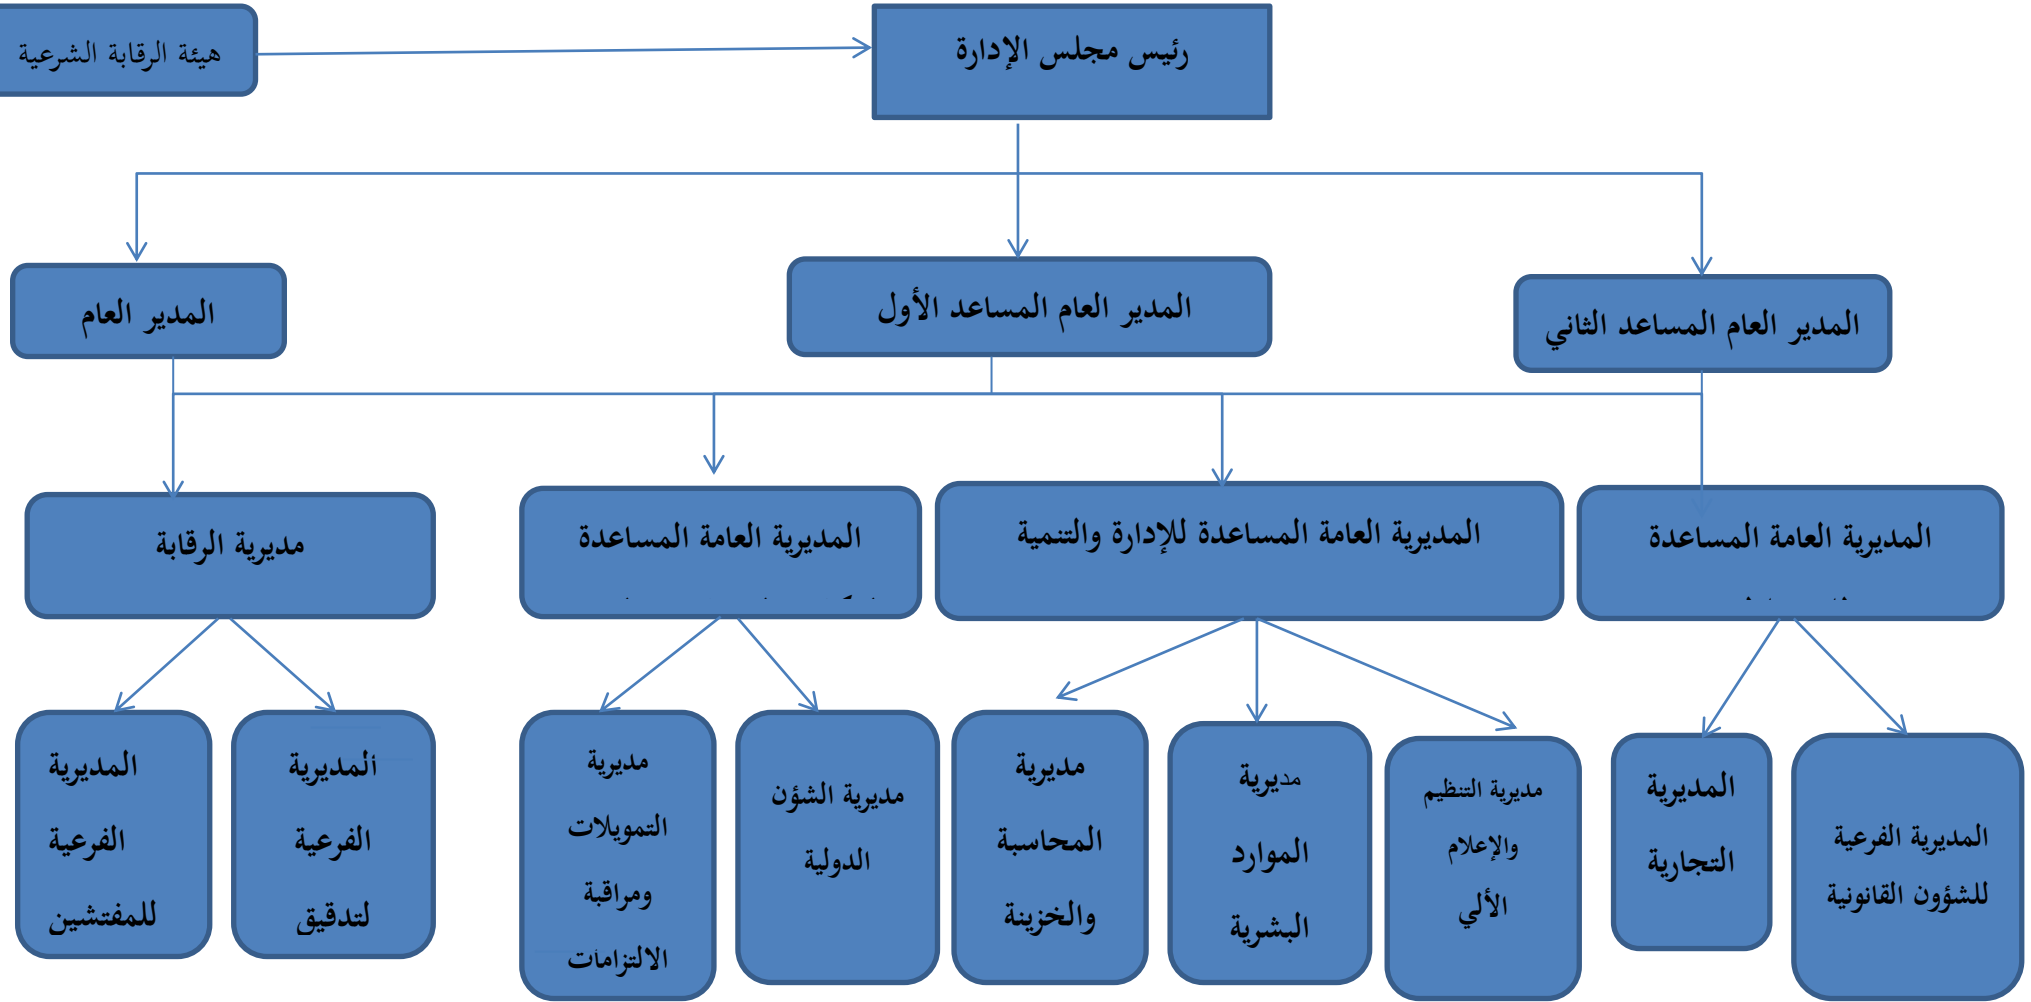 رئيس مجلس الإدارة
هيئة الرقابة الشرعية
المدير العام المساعد الثاني
المدير العام المساعد الأول
المدير العام
المديرية العامة المساعدة
المديرية العامة المساعدة للإدارة والتنمية
المديرية العامة المساعدة
مديرية الرقابة
المديرية الفرعية
للشؤون القانونية
المديرية
التجارية
مديرية التنظيم
والإعلام
الألي
مديرية
الموارد
البشرية
مديرية
المحاسبة
والخزينة
مديرية الشؤن
الدولية
مديرية
التمويلات
ومراقبة
الالتزامات
المديرية
الفرعية
لتدقيق
المديرية
الفرعية
للمفتشين